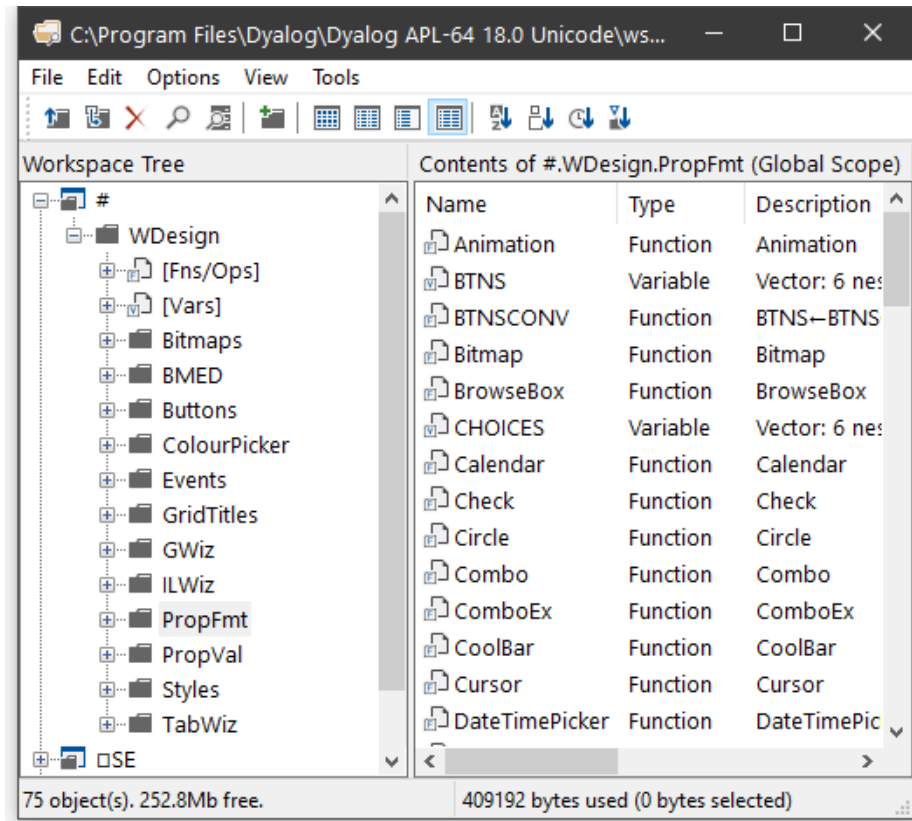 C:\Program Files\Dyalog\Dyalog APL-64 18.0 Unicode\ws...
File Edit Options View Tools
Workspace Tree
#
WDesign
[Fns/Ops]
[Vars]
Bitmaps
BMED
Buttons
ColourPicker
Events
GridTitles
GWiz
ILWiz
PropFmt
PropVal
Styles
TabWiz
⎕SE
Contents of #.WDesign.PropFmt (Global Scope)
Name Type Description
Animation Function Animation
BTNS Variable Vector: 6 nes
BTNSCONV Function BTNS←BTNS
Bitmap Function Bitmap
BrowseBox Function BrowseBox
CHOICES Variable Vector: 6 nes
Calendar Function Calendar
Check Function Check
Circle Function Circle
Combo Function Combo
ComboEx Function ComboEx
CoolBar Function CoolBar
Cursor Function Cursor
DateTimePicker Function DateTimePic
75 object(s). 252.8Mb free. 409192 bytes used (0 bytes selected)